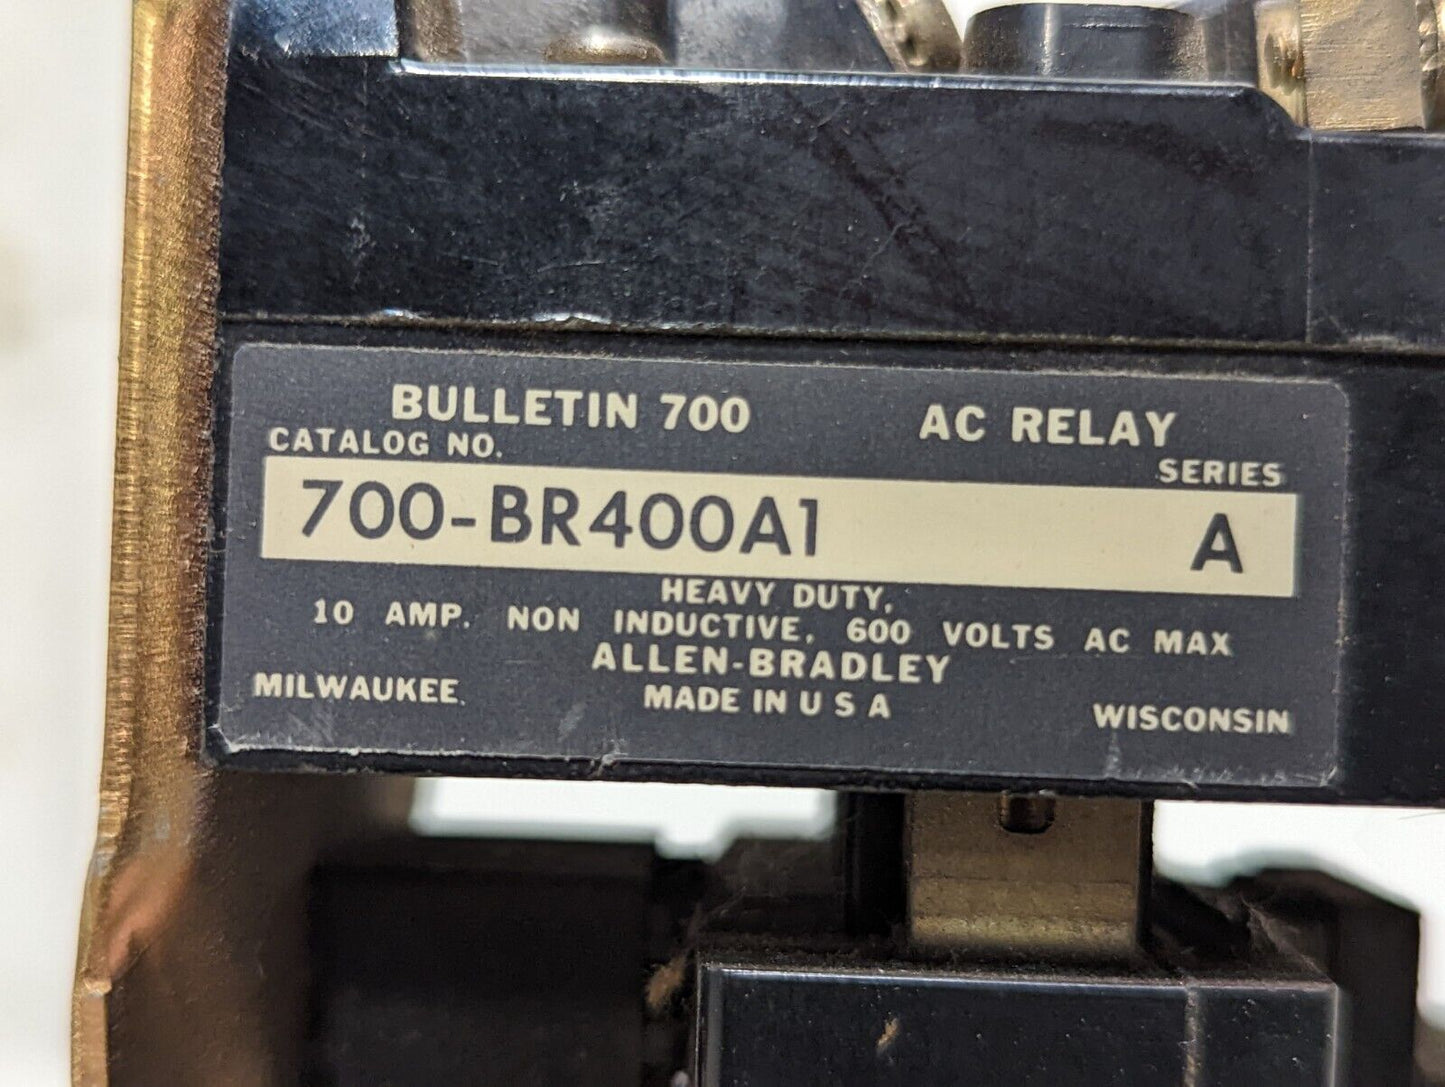 BULLETIN 700 AC RELAY
CATALOG NO. SERIES
700-BR400A1 A
HEAVY DUTY,
10 AMP. NON INDUCTIVE, 600 VOLTS AC MAX
ALLEN-BRADLEY
MILWAUKEE, MADE IN U S A WISCONSIN